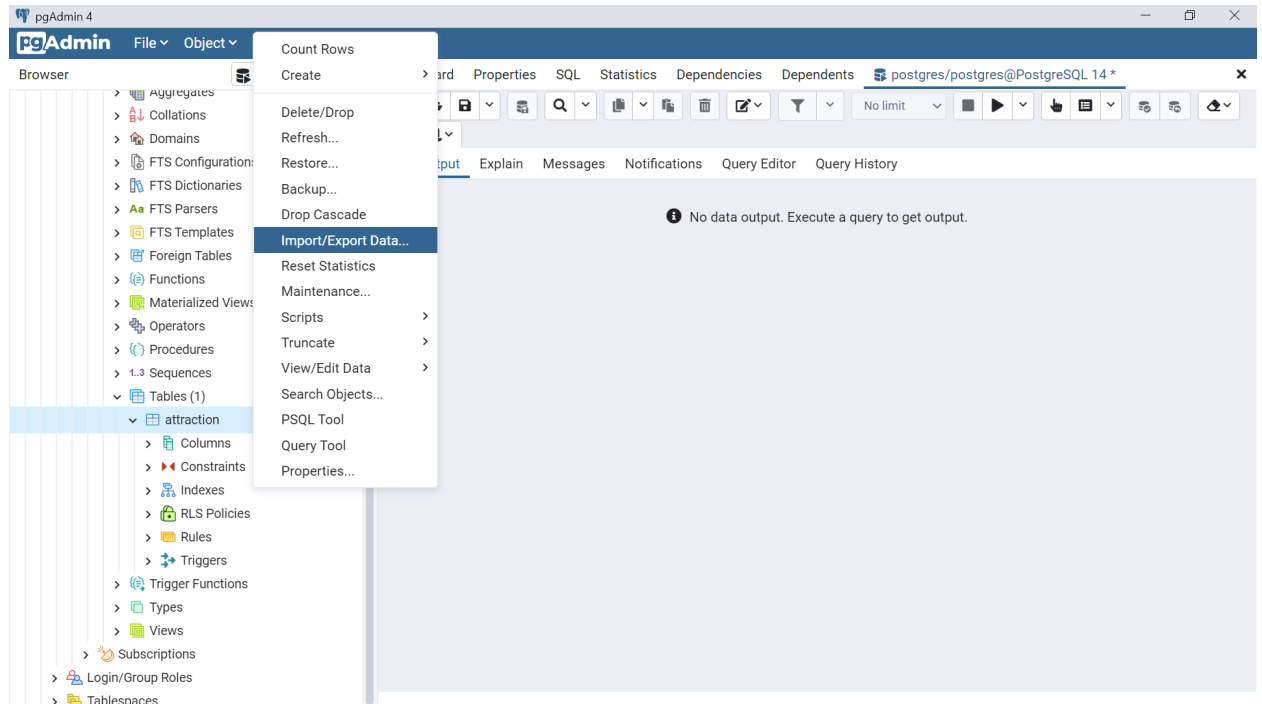 pgAdmin 4
pgAdmin File Object
Browser
ard Properties SQL Statistics Dependencies Dependents postgres/postgres@PostgreSQL 14 *
No limit
tput Explain Messages Notifications Query Editor Query History
No data output. Execute a query to get output.
Aggregates
Collations
Domains
FTS Configuration
FTS Dictionaries
FTS Parsers
FTS Templates
Foreign Tables
Functions
Materialized Views
Operators
Procedures
1..3 Sequences
Tables (1)
attraction
Columns
Constraints
Indexes
RLS Policies
Rules
Triggers
Trigger Functions
Types
Views
Subscriptions
Login/Group Roles
Tablespaces
Count Rows
Create
Delete/Drop
Refresh...
Restore...
Backup...
Drop Cascade
Import/Export Data...
Reset Statistics
Maintenance...
Scripts
Truncate
View/Edit Data
Search Objects...
PSQL Tool
Query Tool
Properties...